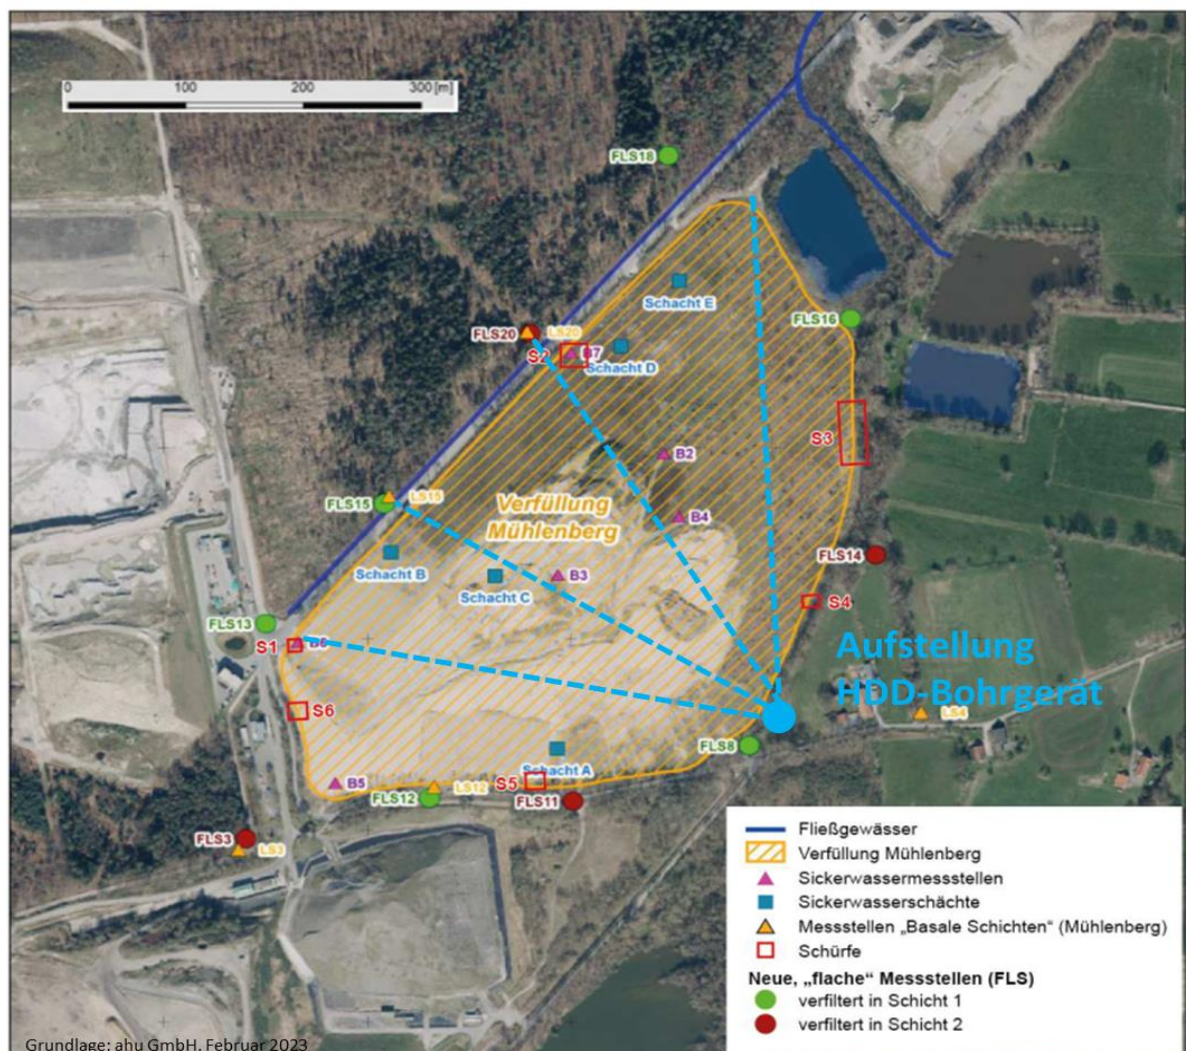 0 100 200 300 [m]
FLS18
Schacht E
FLS16
FLS20 LS20
S2 B7
Schacht D
S3
B2
Verfüllung
Mühlenberg
LS15
FLS15
B4
FLS14
Schacht B
Schacht C
B3
S4
FLS13
S1 B6
Aufstellung
HDD-Bohrgerät
S6
LS4
FLS8
Schacht A
B5
LS12
S5
FLS12
FLS11
FLS3
LS3
Fließgewässer
Verfüllung Mühlenberg
Sickerwassermessstellen
Sickerwasserschächte
Messstellen „Basale Schichten“ (Mühlenberg)
Schürfe
Neue, „flache“ Messstellen (FLS)
verfiltert in Schicht 1
verfiltert in Schicht 2
Grundlage: ahu GmbH, Februar 2023